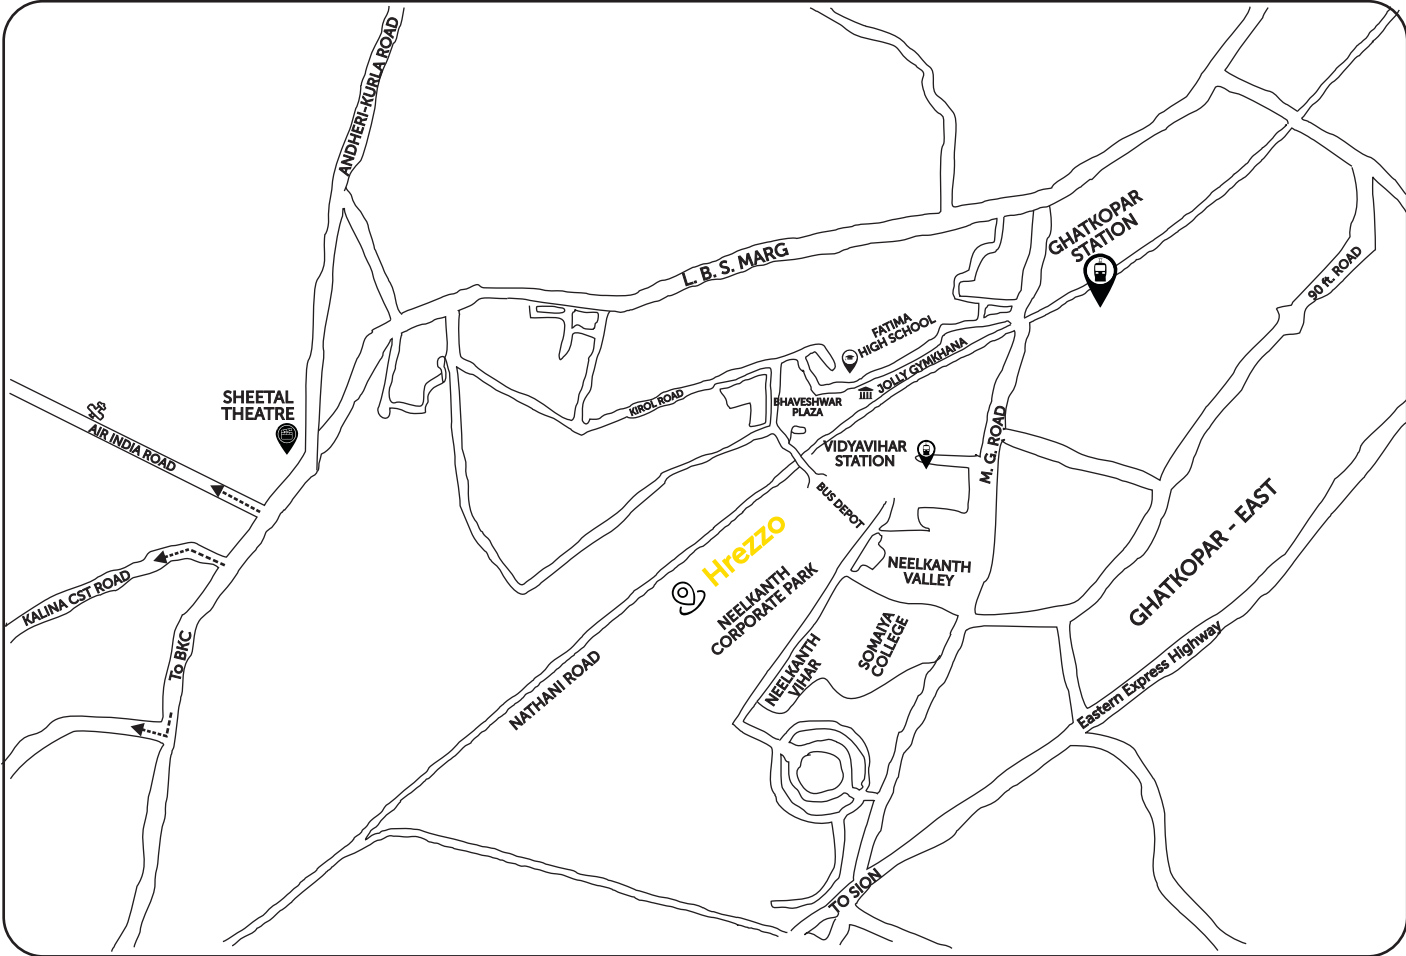 ANDHERI-KURLA ROAD
GHATKOPAR
STATION
L. B. S. MARG
90 ft. ROAD
FATIMA
HIGH SCHOOL
JOLLY GYMKHANA
SHEETAL
THEATRE
KIROL ROAD
BHAVESHWAR
PLAZA
AIR INDIA ROAD
VIDYAVIHAR
STATION
M. G. ROAD
BUS DEPOT
GHATKOPAR - EAST
Hrezzo
NEELKANTH
CORPORATE PARK
NEELKANTH
VALLEY
KALINA CST ROAD
To BKC
SOMAIYA
COLLEGE
NEELKANTH
VIHAR
NATHANI ROAD
Eastern Express Highway
TO SION